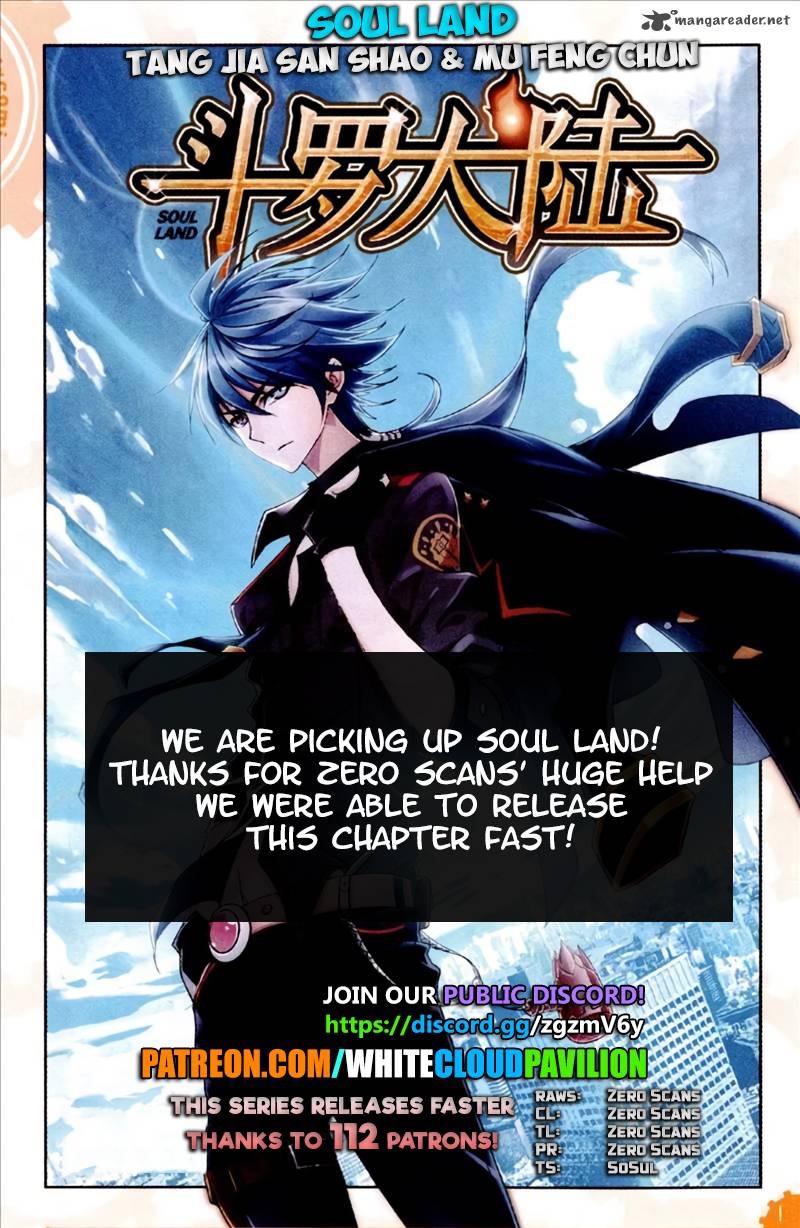 SOUL LAND
mangareader.net
TANG JIA SAN SHAO & MU FENG CHUN
斗罗大陆
SOUL
LAND
WE ARE PICKING UP SOUL LAND!
THANKS FOR ZERO SCANS' HUGE HELP
WE WERE ABLE TO RELEASE
THIS CHAPTER FAST!
JOIN OUR PUBLIC DISCORD!
https://discord.gg/zgzmV6y
PATREON.COM/WHITECLOUDPAVILION
THIS SERIES RELEASES FASTER
THANKS TO 112 PATRONS!
RAWS: ZERO SCANS
CL: ZERO SCANS
TL: ZERO SCANS
PR: ZERO SCANS
TS: SOSUL
1